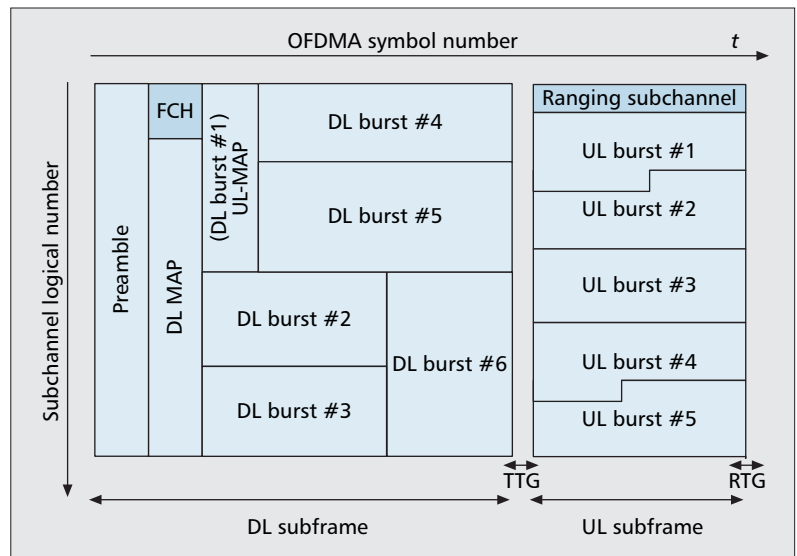 OFDMA symbol number
t
Subchannel logical number
Preamble
FCH
DL MAP
(DL burst #1)
UL-MAP
DL burst #4
DL burst #5
DL burst #2
DL burst #3
DL burst #6
Ranging subchannel
UL burst #1
UL burst #2
UL burst #3
UL burst #4
UL burst #5
TTG
RTG
DL subframe
UL subframe